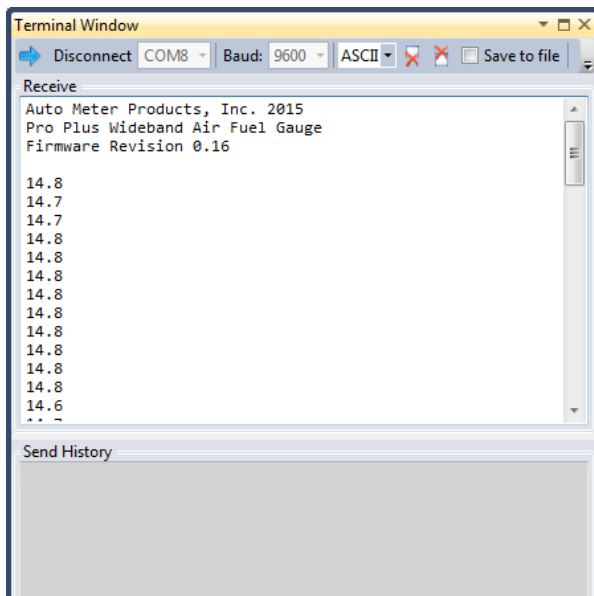 Terminal Window
Disconnect COM8 Baud: 9600 ASCII Save to file
Receive
Auto Meter Products, Inc. 2015
Pro Plus Wideband Air Fuel Gauge
Firmware Revision 0.16
14.8
14.7
14.7
14.8
14.8
14.8
14.8
14.8
14.8
14.8
14.8
14.8
14.6
Send History